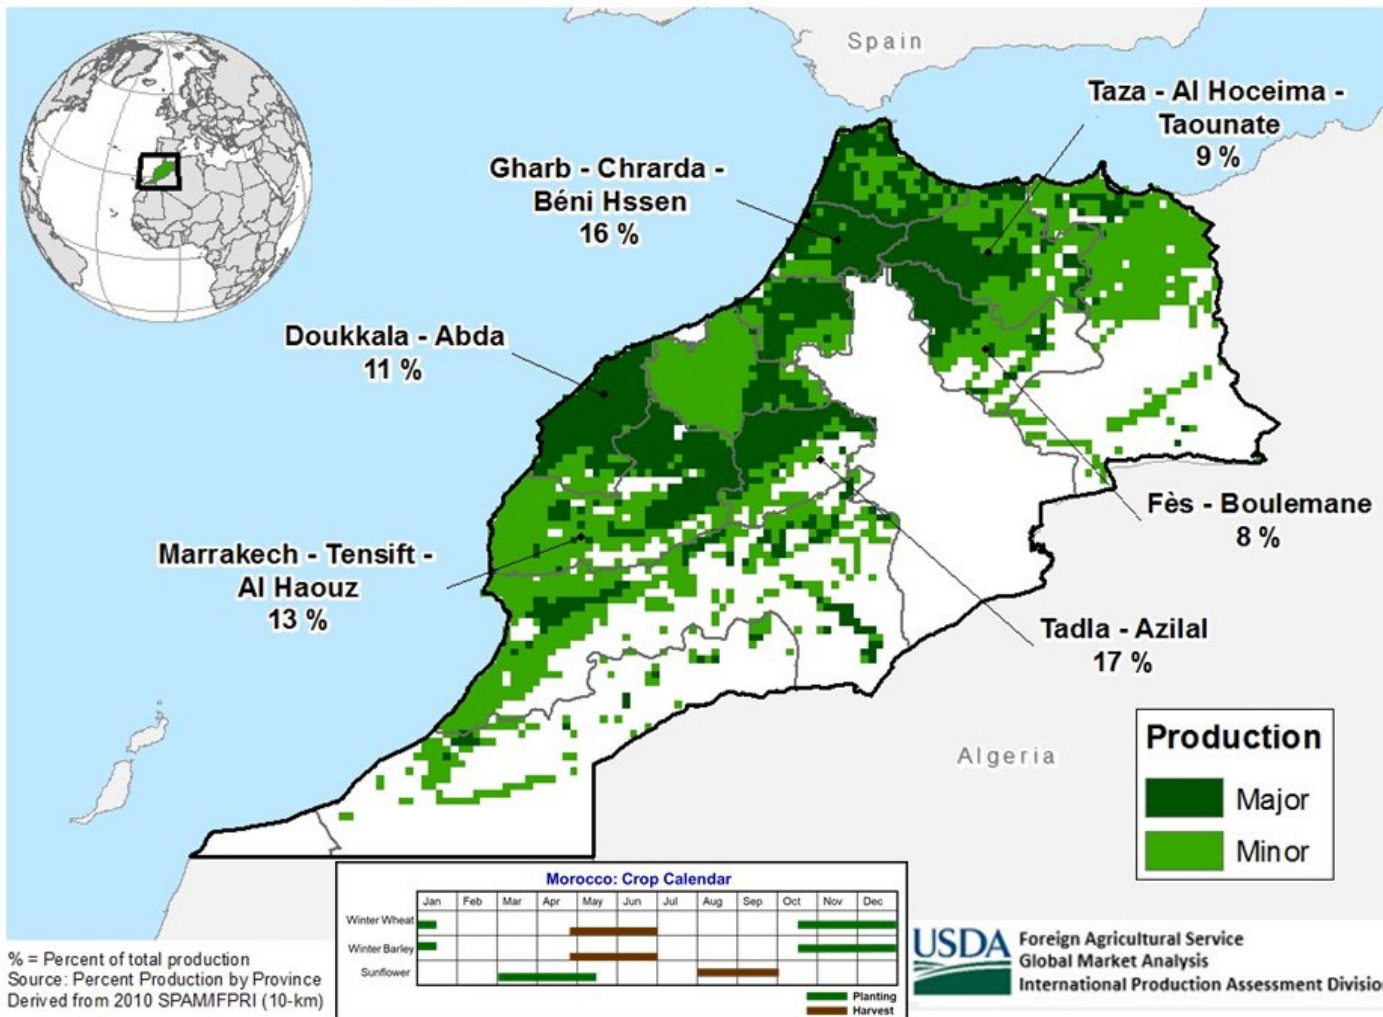 Spain
Taza - Al Hoceima -
Taounate
9 %
Gharb - Chrarda -
Béni Hssen
16 %
Doukkala - Abda
11 %
Fès - Boulemane
8 %
Marrakech - Tensift -
Al Haouz
13 %
Tadla - Azilal
17 %
Algeria
Production
Major
Minor
Morocco: Crop Calendar
Jan Feb Mar Apr May Jun Jul Aug Sep Oct Nov Dec
Winter Wheat
Winter Barley
Sunflower
Planting
Harvest
% = Percent of total production
Source: Percent Production by Province
Derived from 2010 SPAM/IFPRI (10-km)
USDA
Foreign Agricultural Service
Global Market Analysis
International Production Assessment Division